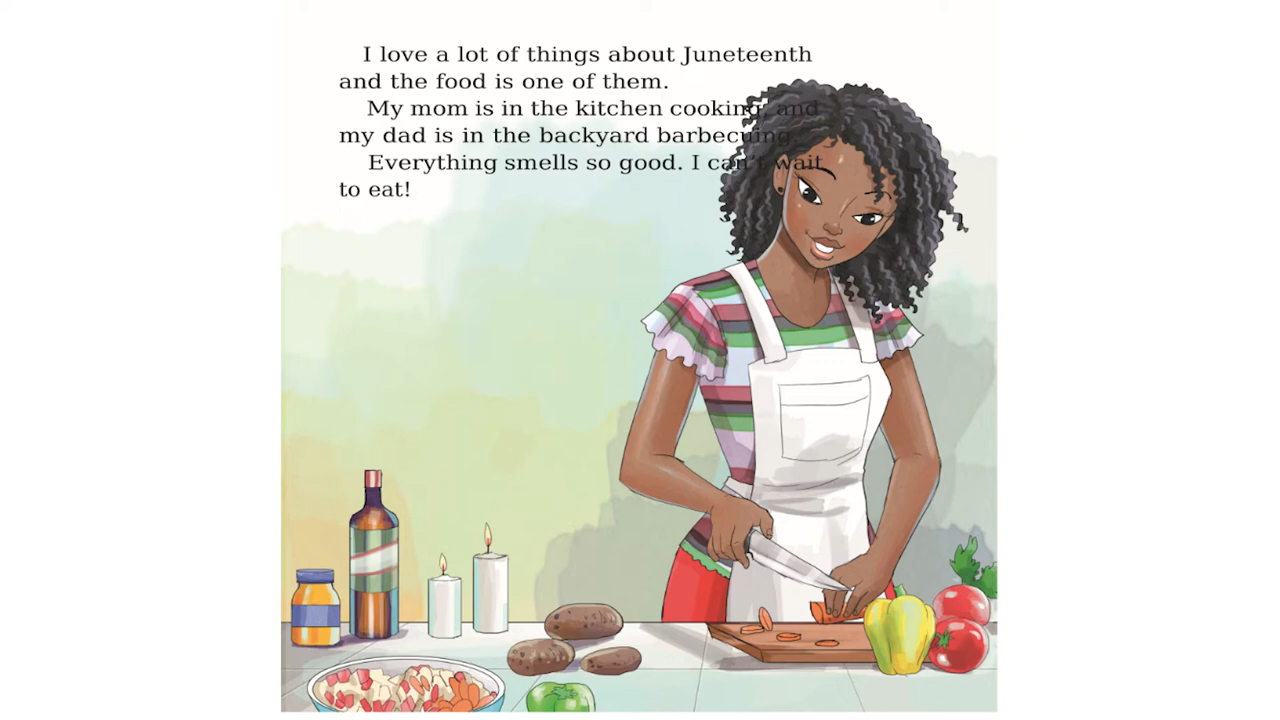 I love a lot of things about Juneteenth
and the food is one of them.
My mom is in the kitchen cooking, and
my dad is in the backyard barbecuing.
Everything smells so good. I can't wait
to eat!